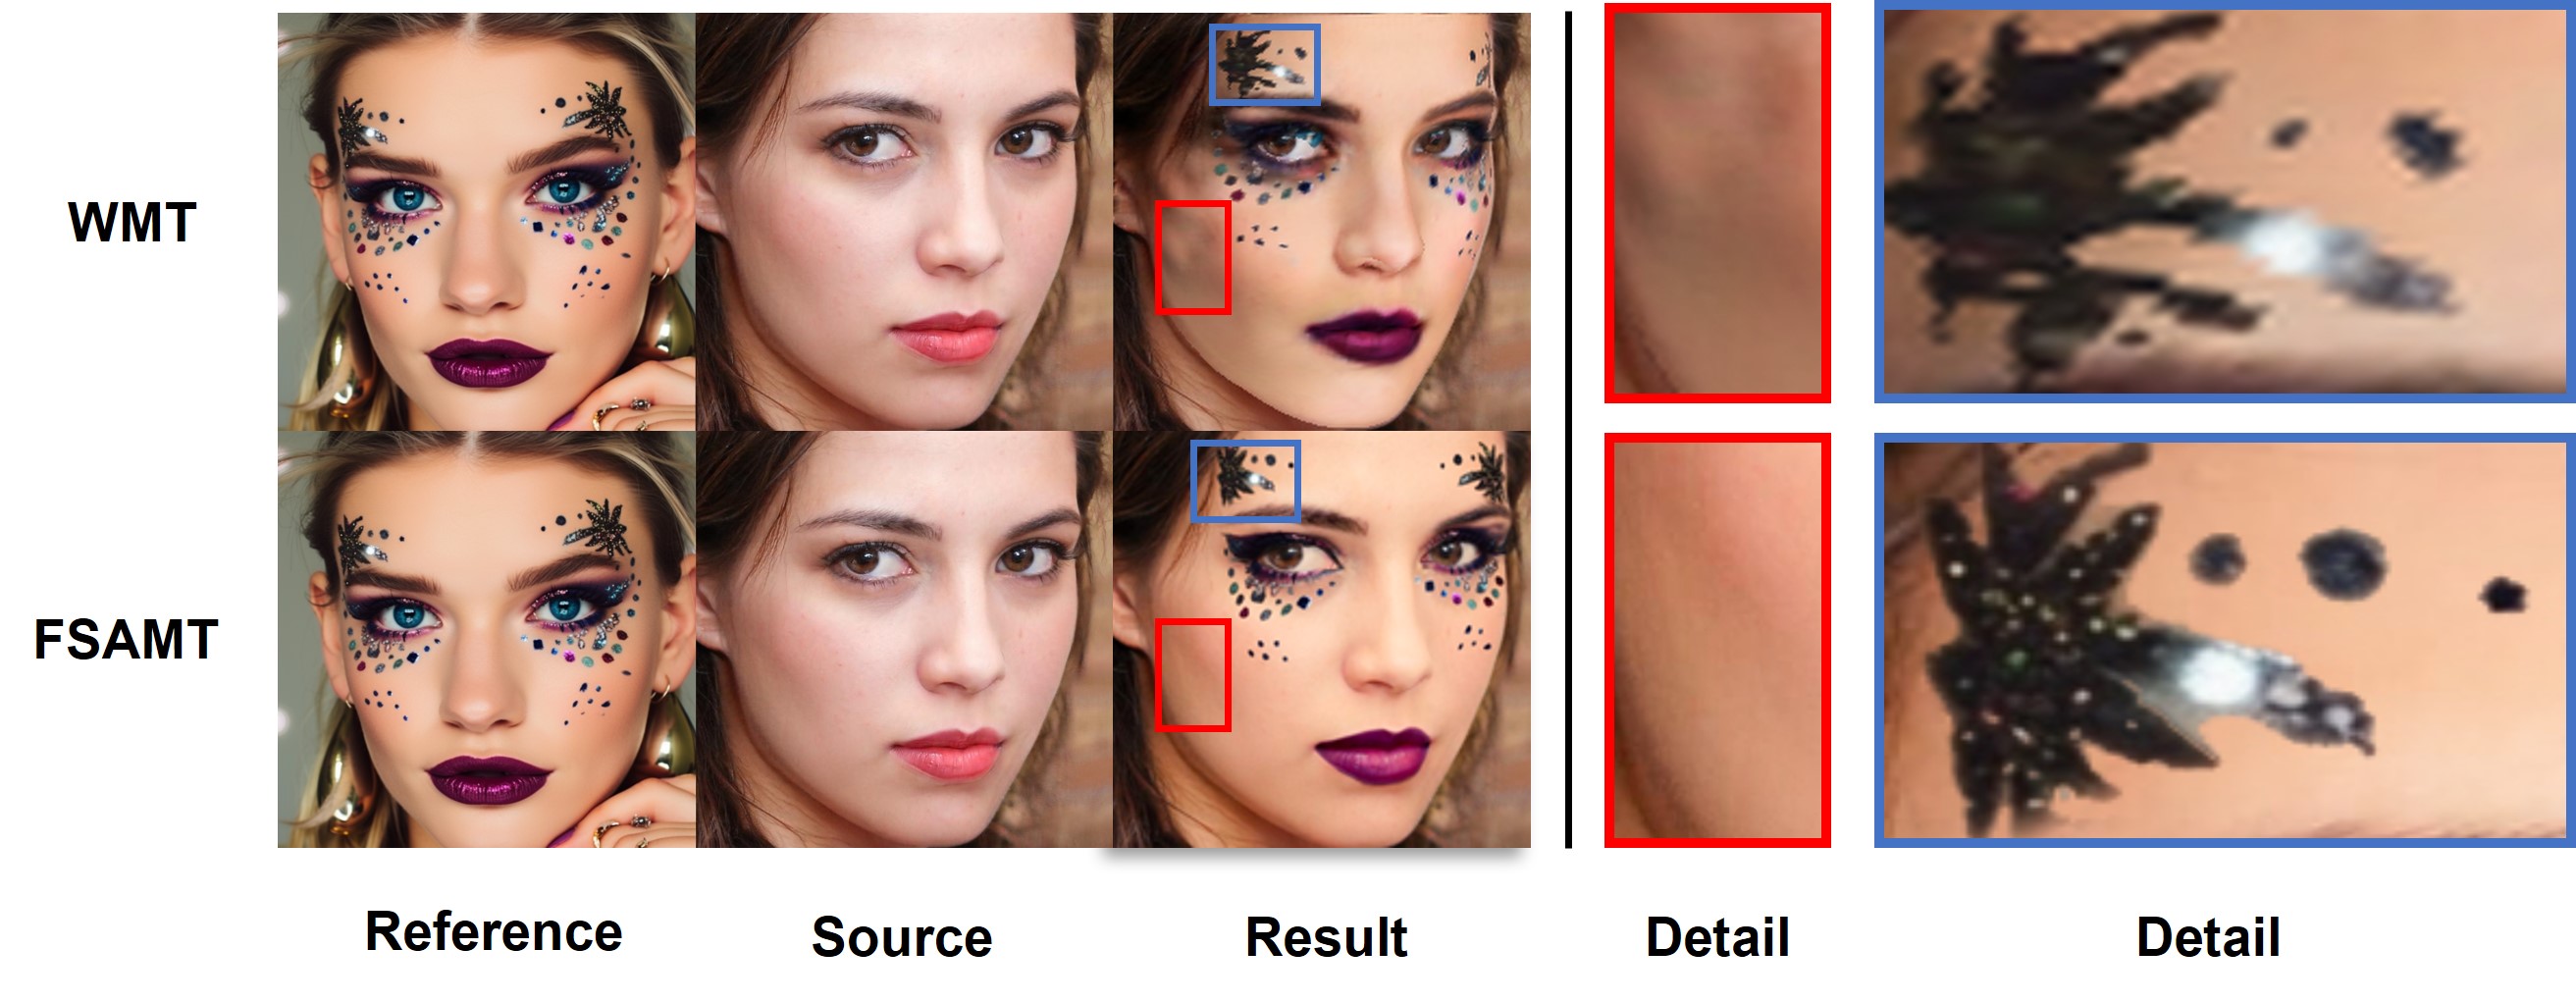 WMT
FSAMT
Reference
Source
Result
Detail
Detail